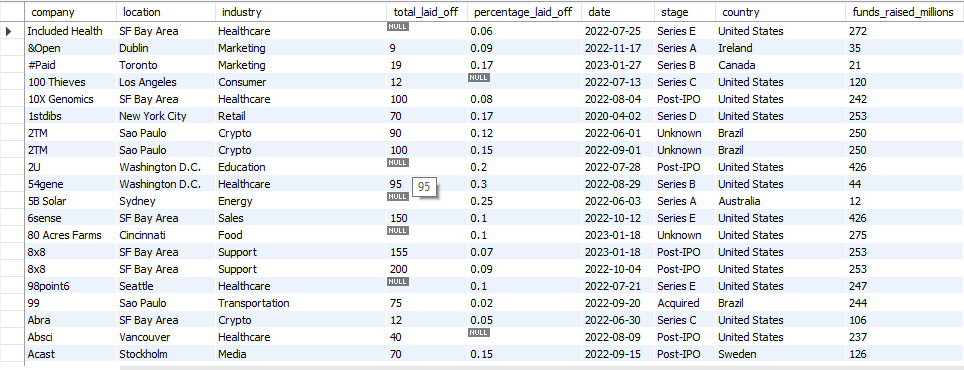 company location industry total_laid_off percentage_laid_off date stage country funds_raised_millions
Included Health SF Bay Area Healthcare NULL 0.06 2022-07-25 Series E United States 272
&Open Dublin Marketing 9 0.09 2022-11-17 Series A Ireland 35
#Paid Toronto Marketing 19 0.17 2023-01-27 Series B Canada 21
100 Thieves Los Angeles Consumer 12 NULL 2022-07-13 Series C United States 120
10X Genomics SF Bay Area Healthcare 100 0.08 2022-08-04 Post-IPO United States 242
1stdibs New York City Retail 70 0.17 2020-04-02 Series D United States 253
2TM Sao Paulo Crypto 90 0.12 2022-06-01 Unknown Brazil 250
2TM Sao Paulo Crypto 100 0.15 2022-09-01 Unknown Brazil 250
2U Washington D.C. Education NULL 0.2 2022-07-28 Post-IPO United States 426
54gene Washington D.C. Healthcare 95 95 0.3 2022-08-29 Series B United States 44
5B Solar Sydney Energy NULL 0.25 2022-06-03 Series A Australia 12
6sense SF Bay Area Sales 150 0.1 2022-10-12 Series E United States 426
80 Acres Farms Cincinnati Food NULL 0.1 2023-01-18 Unknown United States 275
8x8 SF Bay Area Support 155 0.07 2023-01-18 Post-IPO United States 253
8x8 SF Bay Area Support 200 0.09 2022-10-04 Post-IPO United States 253
98point6 Seattle Healthcare NULL 0.1 2022-07-21 Series E United States 247
99 Sao Paulo Transportation 75 0.02 2022-09-20 Acquired Brazil 244
Abra SF Bay Area Crypto 12 0.05 2022-06-30 Series C United States 106
Absci Vancouver Healthcare 40 NULL 2022-08-09 Post-IPO United States 237
Acast Stockholm Media 70 0.15 2022-09-15 Post-IPO Sweden 126